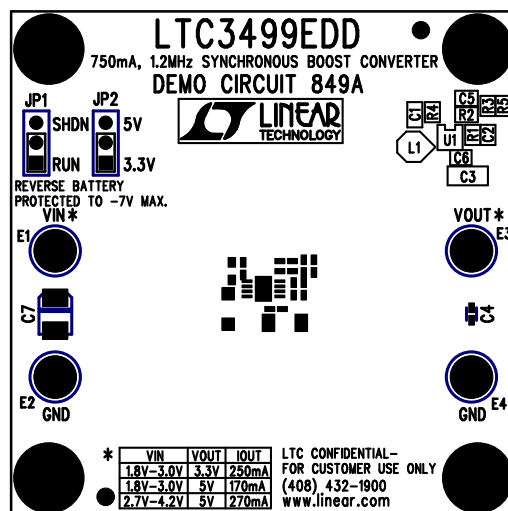 LTC3499EDD
750mA, 1.2MHz SYNCHRONOUS BOOST CONVERTER
DEMO CIRCUIT 849A
LINEAR
TECHNOLOGY
JP1 JP2
SHDN 5V
RUN 3.3V
REVERSE BATTERY
PROTECTED TO -7V MAX.
C1 R4 C5 R2 R3 R5
L1 U1 R1 C2
C6
C3
VIN* VOUT*
E1 E3
C7 C4
E2 E4
GND GND
* VIN VOUT IOUT
1.8V-3.0V 3.3V 250mA
1.8V-3.0V 5V 170mA
2.7V-4.2V 5V 270mA
LTC CONFIDENTIAL-
FOR CUSTOMER USE ONLY
(408) 432-1900
www.linear.com